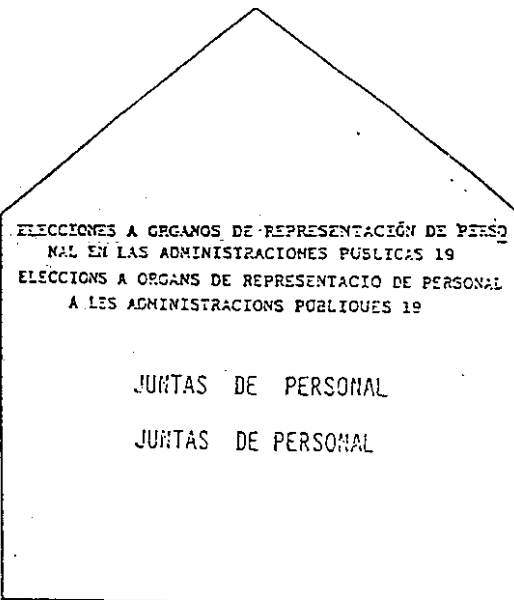 ELECCIONES A ORGANOS DE REPRESENTACIÓN DE PERSO
NAL EN LAS ADMINISTRACIONES PUBLICAS 19
ELECCIONS A ORGANS DE REPRESENTACIO DE PERSONAL
A LES ADMINISTRACIONS PÚBLIQUES 19
JUNTAS DE PERSONAL
JUNTAS DE PERSONAL